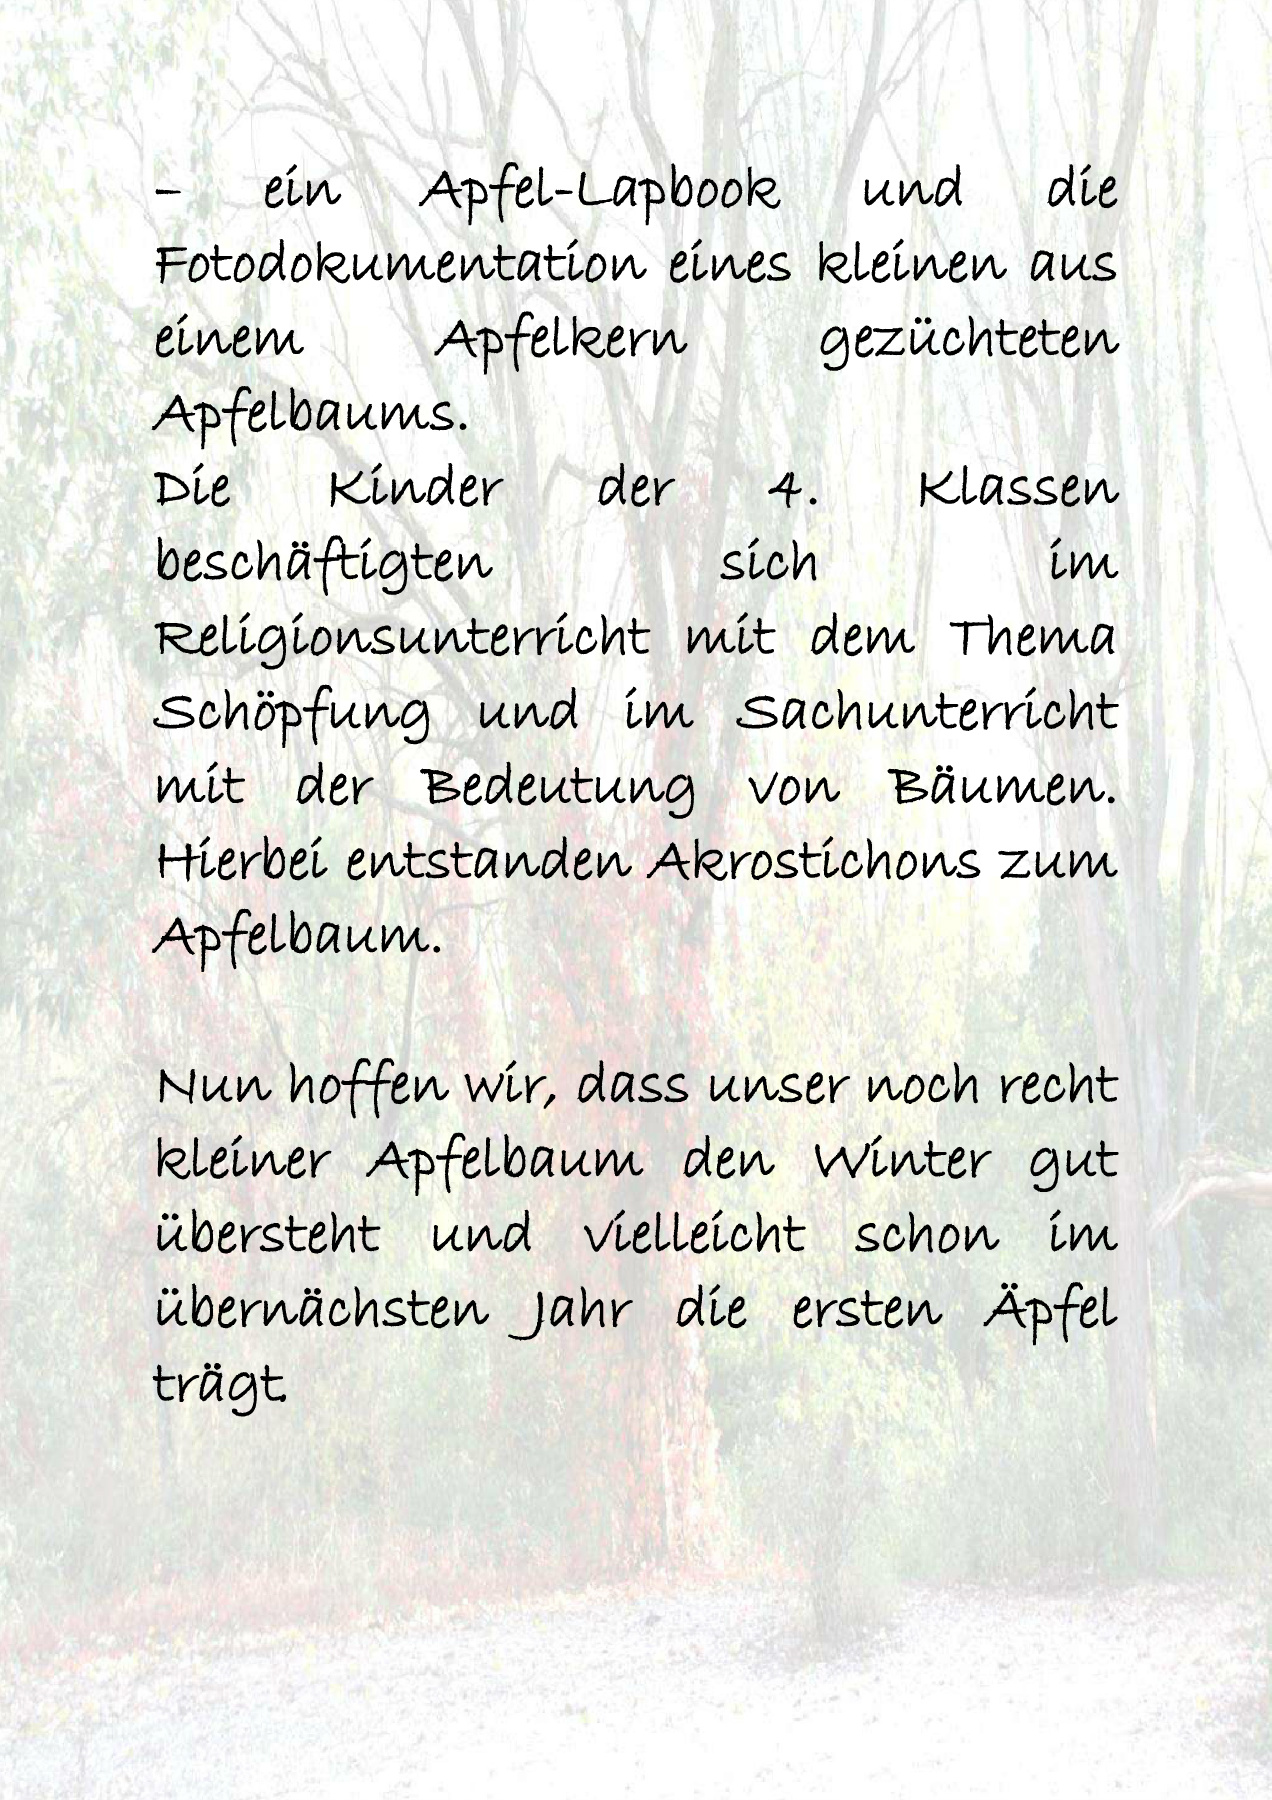 – ein Apfel-Lapbook und die
Fotodokumentation eines kleinen aus
einem Apfelkern gezüchteten
Apfelbaums.
Die Kinder der 4. Klassen
beschäftigten sich im
Religionsunterricht mit dem Thema
Schöpfung und im Sachunterricht
mit der Bedeutung von Bäumen.
Hierbei entstanden Akrostichons zum
Apfelbaum.
Nun hoffen wir, dass unser noch recht
kleiner Apfelbaum den Winter gut
übersteht und vielleicht schon im
übernächsten Jahr die ersten Äpfel
trägt.